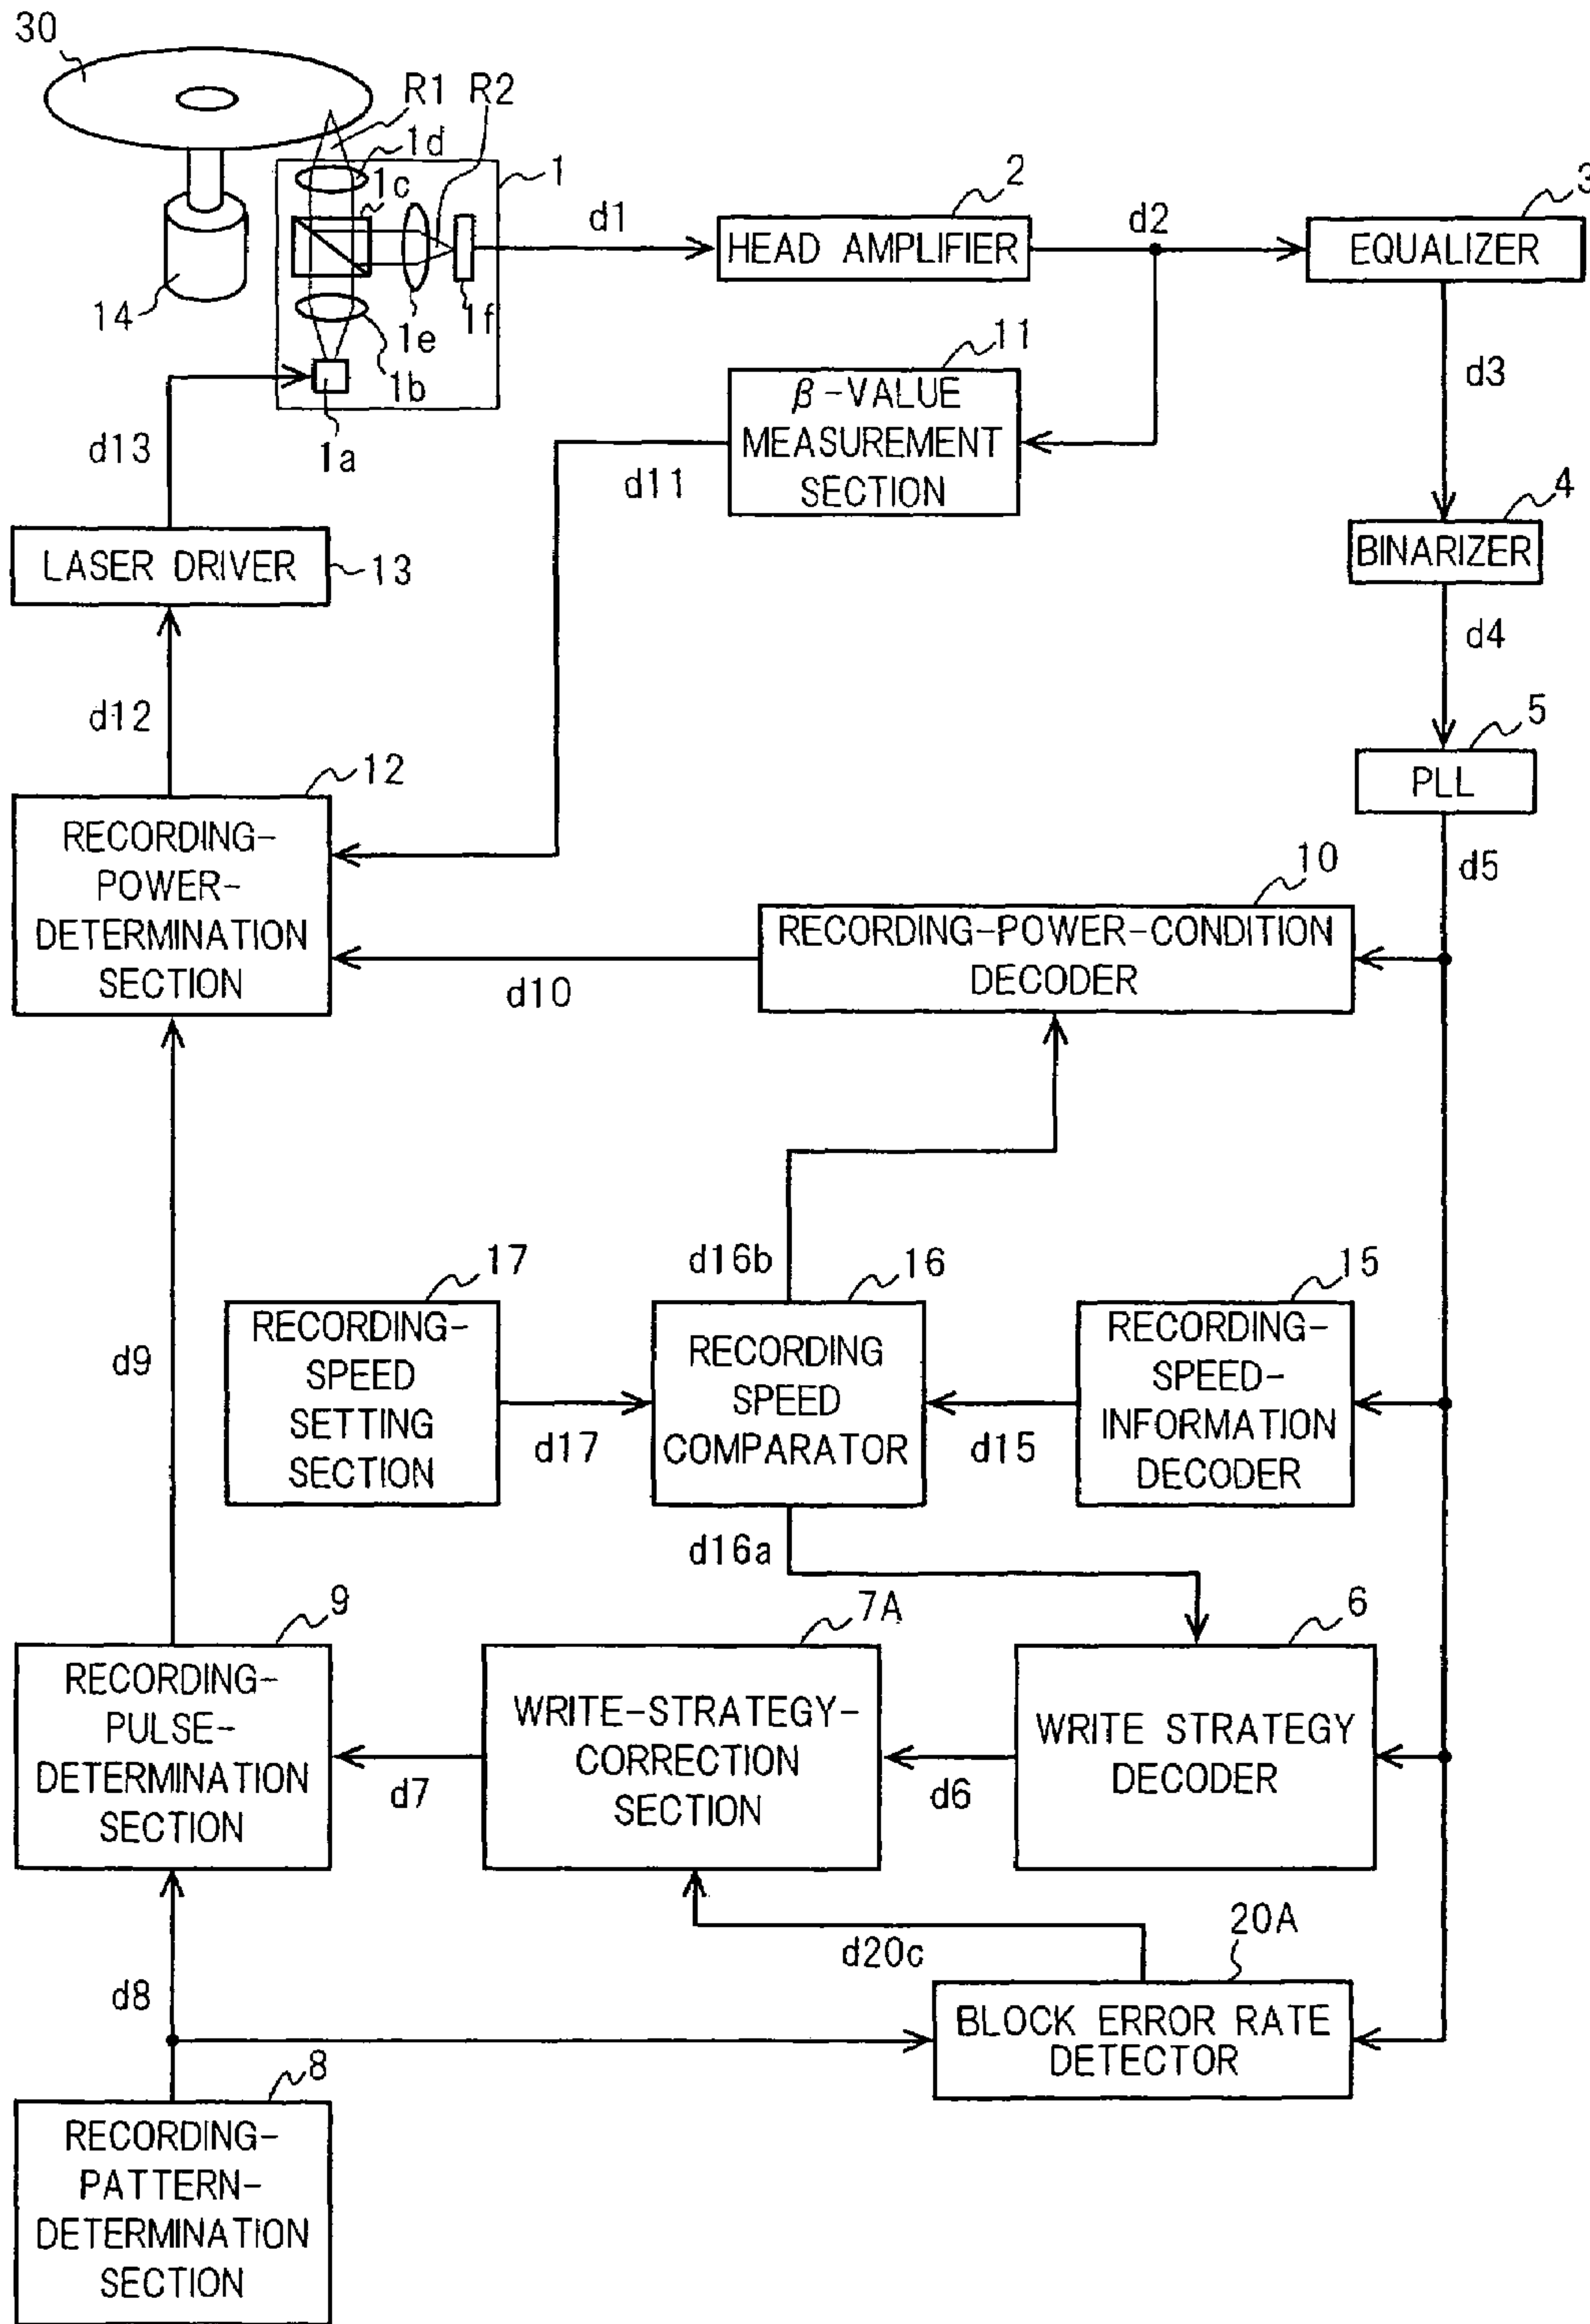 30
R1
R2
1d
1
1c
2
d1
HEAD AMPLIFIER
d2
3
EQUALIZER
14
1e
1f
1b
1a
11
β-VALUE
MEASUREMENT
SECTION
d11
d3
d13
4
BINARIZER
LASER DRIVER
13
d4
d12
5
PLL
12
RECORDING-
POWER-
DETERMINATION
SECTION
d5
10
RECORDING-POWER-CONDITION
DECODER
d10
d9
17
RECORDING-
SPEED
SETTING
SECTION
d17
d16b
16
RECORDING
SPEED
COMPARATOR
d15
15
RECORDING-
SPEED-
INFORMATION
DECODER
d16a
9
RECORDING-
PULSE-
DETERMINATION
SECTION
d7
7A
WRITE-STRATEGY-
CORRECTION
SECTION
d6
6
WRITE STRATEGY
DECODER
d20c
20A
BLOCK ERROR RATE
DETECTOR
d8
8
RECORDING-
PATTERN-
DETERMINATION
SECTION